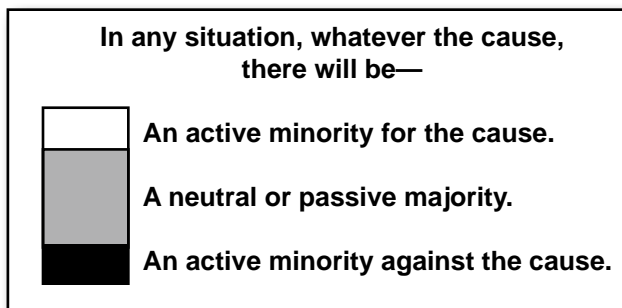 In any situation, whatever the cause,
there will be—
An active minority for the cause.
A neutral or passive majority.
An active minority against the cause.